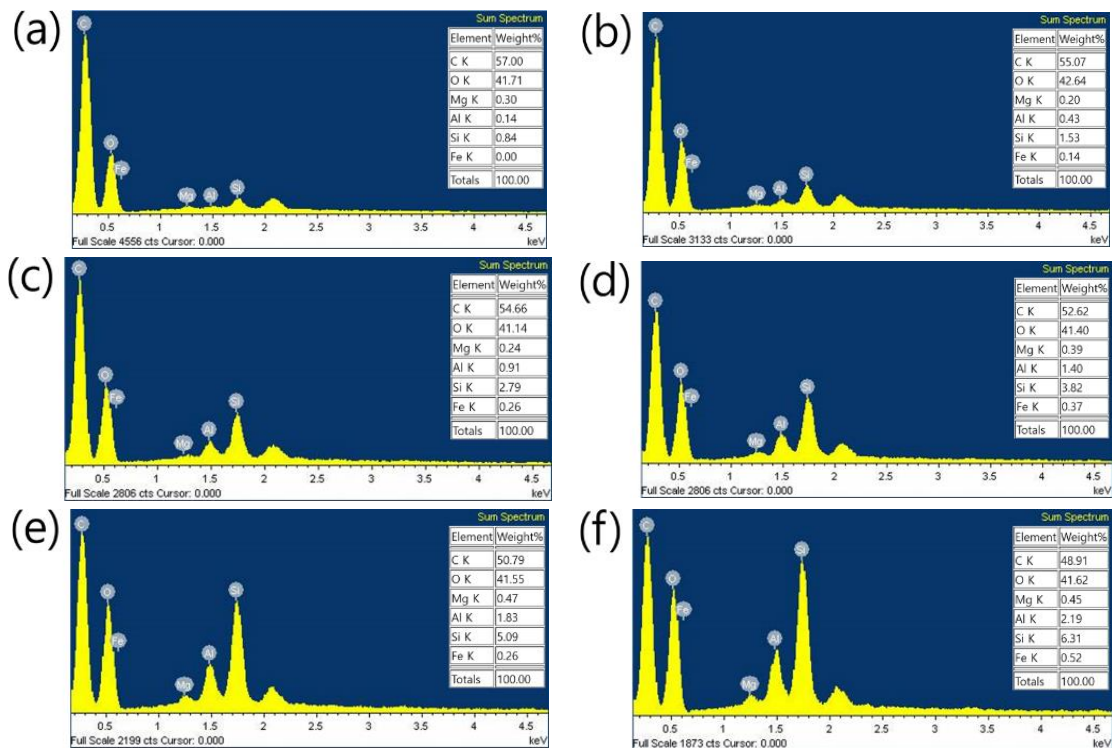 (a)
Sum Spectrum
Element Weight%
C K 57.00
O K 41.71
Mg K 0.30
Al K 0.14
Si K 0.84
Fe K 0.00
Totals 100.00
C
O
Fe
Mg
Al
Si
0.5 1 1.5 2 2.5 3 3.5 4 4.5
Full Scale 4556 cts Cursor: 0.000 keV
(b)
Sum Spectrum
Element Weight%
C K 55.07
O K 42.64
Mg K 0.20
Al K 0.43
Si K 1.53
Fe K 0.14
Totals 100.00
C
O
Fe
Mg
Al
Si
0.5 1 1.5 2 2.5 3 3.5 4 4.5
Full Scale 3133 cts Cursor: 0.000 keV
(c)
Sum Spectrum
Element Weight%
C K 54.66
O K 41.14
Mg K 0.24
Al K 0.91
Si K 2.79
Fe K 0.26
Totals 100.00
C
O
Fe
Mg
Al
Si
0.5 1 1.5 2 2.5 3 3.5 4 4.5
Full Scale 2806 cts Cursor: 0.000 keV
(d)
Sum Spectrum
Element Weight%
C K 52.62
O K 41.40
Mg K 0.39
Al K 1.40
Si K 3.82
Fe K 0.37
Totals 100.00
C
O
Fe
Mg
Al
Si
0.5 1 1.5 2 2.5 3 3.5 4 4.5
Full Scale 2806 cts Cursor: 0.000 keV
(e)
Sum Spectrum
Element Weight%
C K 50.79
O K 41.55
Mg K 0.47
Al K 1.83
Si K 5.09
Fe K 0.26
Totals 100.00
C
O
Fe
Mg
Al
Si
0.5 1 1.5 2 2.5 3 3.5 4 4.5
Full Scale 2199 cts Cursor: 0.000 keV
(f)
Sum Spectrum
Element Weight%
C K 48.91
O K 41.62
Mg K 0.45
Al K 2.19
Si K 6.31
Fe K 0.52
Totals 100.00
C
O
Fe
Mg
Al
Si
0.5 1 1.5 2 2.5 3 3.5 4 4.5
Full Scale 1873 cts Cursor: 0.000 keV